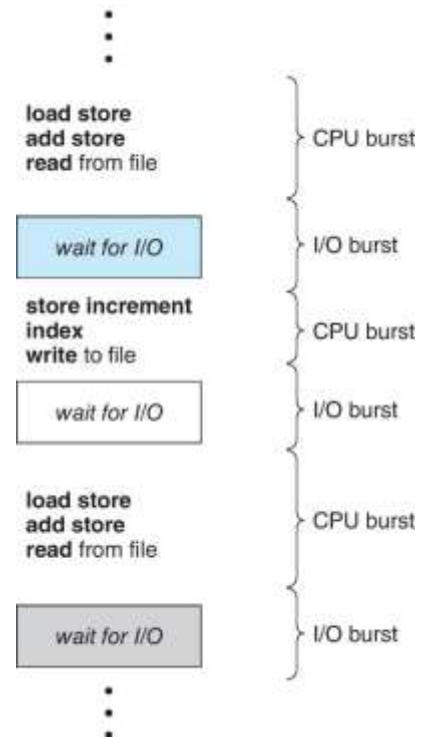 load store
add store
read from file
CPU burst
wait for I/O
I/O burst
store increment
index
write to file
CPU burst
wait for I/O
I/O burst
load store
add store
read from file
CPU burst
wait for I/O
I/O burst